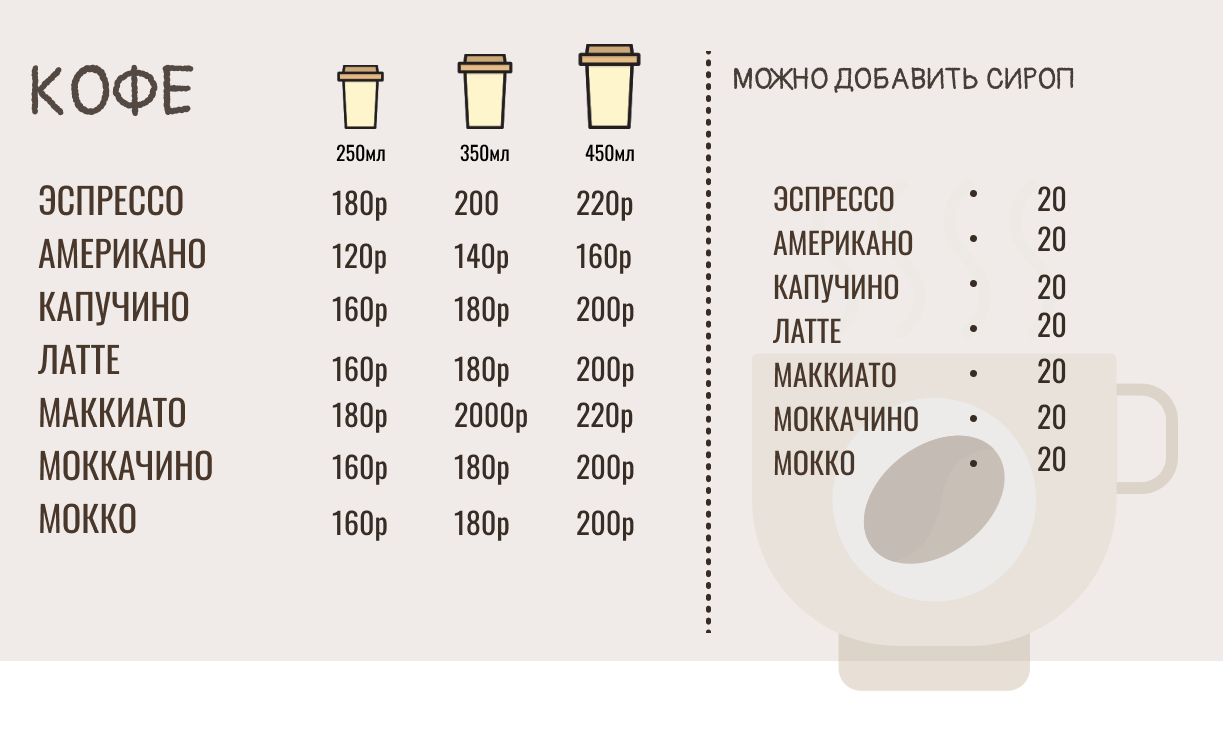 КОФЕ
250мл 350мл 450мл
ЭСПРЕССО 180р 200 220р
АМЕРИКАНО 120р 140р 160р
КАПУЧИНО 160р 180р 200р
ЛАТТЕ 160р 180р 200р
МАККИАТО 180р 2000р 220р
МОККАЧИНО 160р 180р 200р
МОККО 160р 180р 200р
МОЖНО ДОБАВИТЬ СИРОП
ЭСПРЕССО • 20
АМЕРИКАНО • 20
КАПУЧИНО • 20
ЛАТТЕ • 20
МАККИАТО • 20
МОККАЧИНО • 20
МОККО • 20